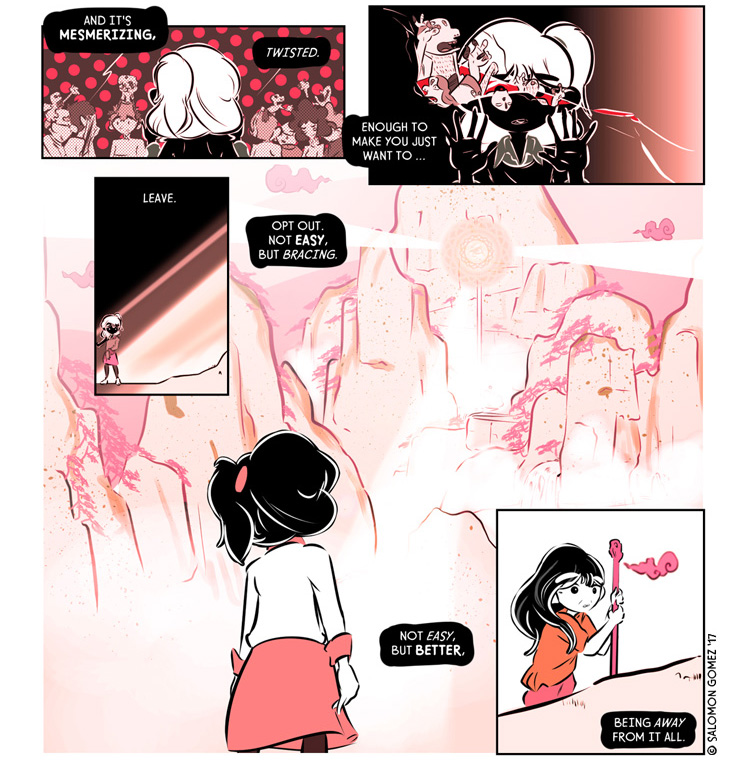 AND IT'S
MESMERIZING,
TWISTED.
ENOUGH TO
MAKE YOU JUST
WANT TO ...
LEAVE.
OPT OUT.
NOT EASY,
BUT BRACING.
NOT EASY,
BUT BETTER,
BEING AWAY
FROM IT ALL.
© SALOMON GOMEZ '17